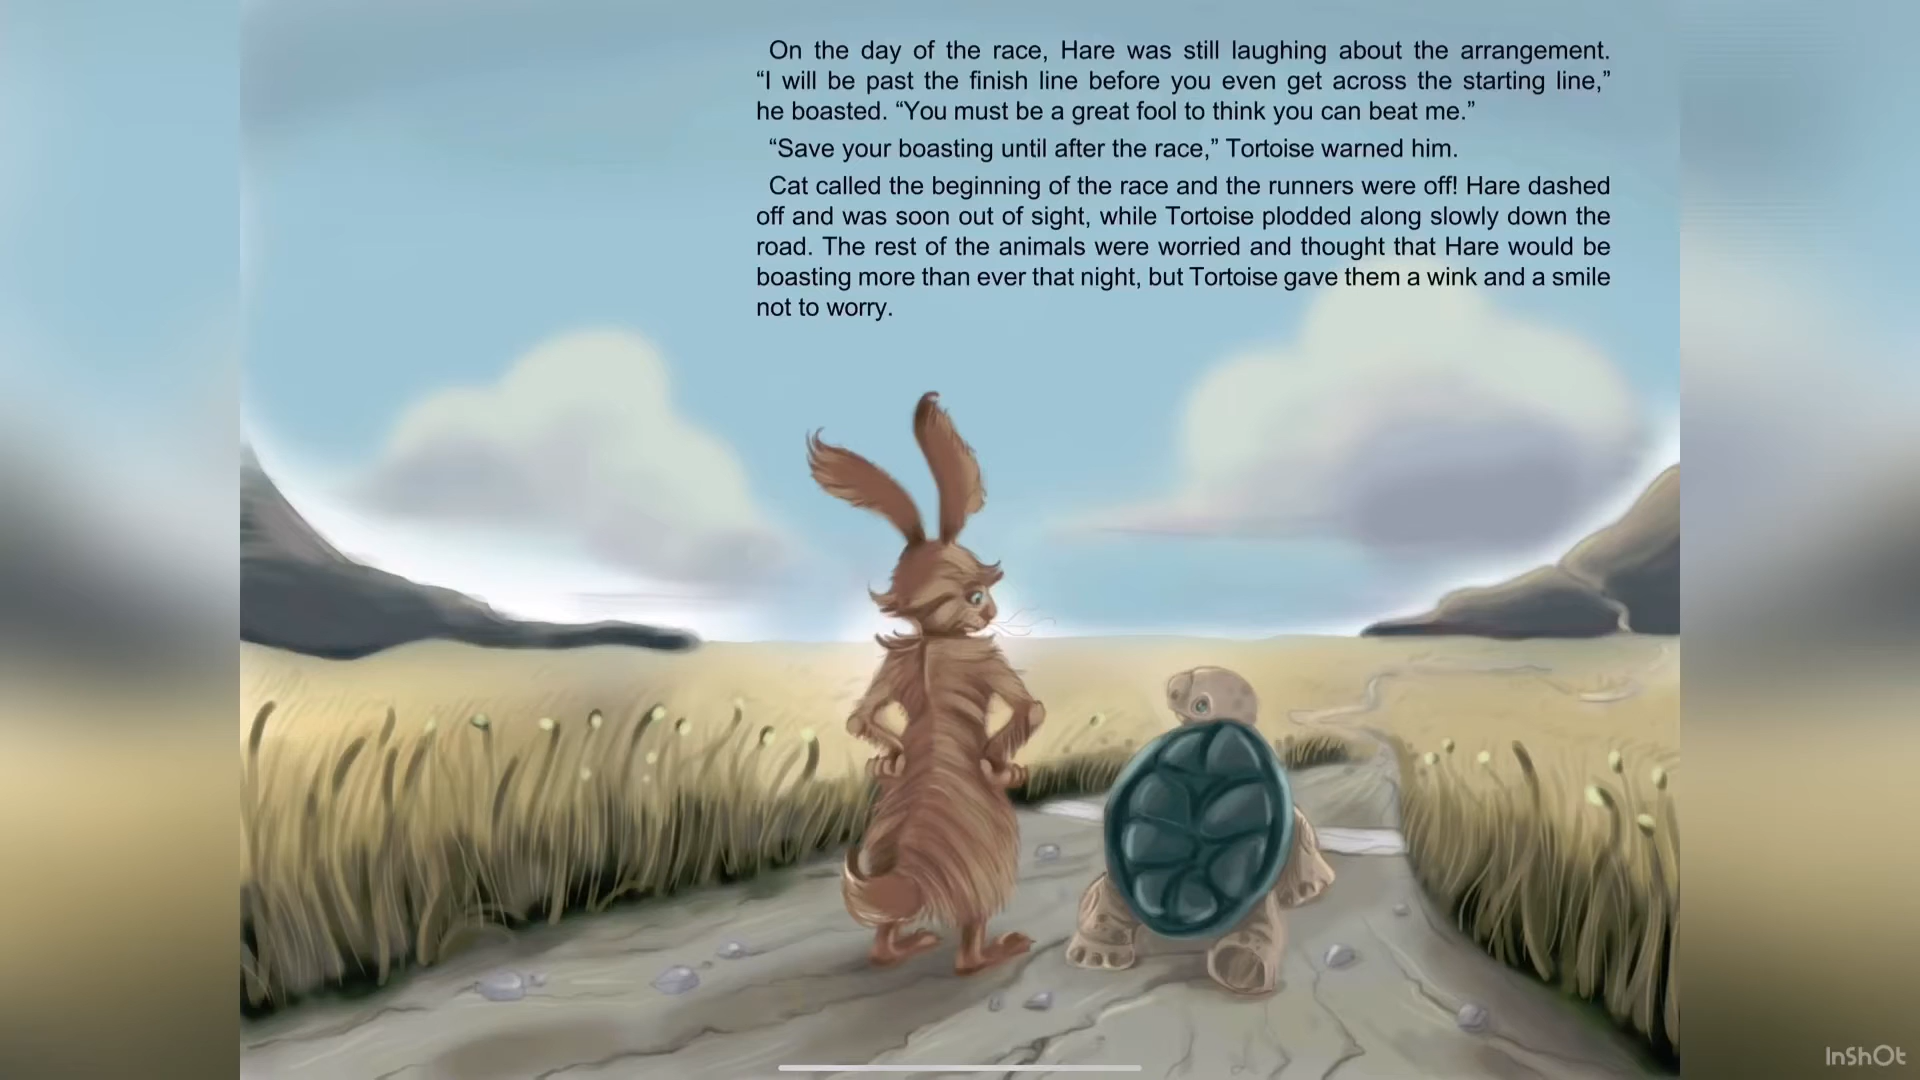 On the day of the race, Hare was still laughing about the arrangement.
“I will be past the finish line before you even get across the starting line,”
he boasted. “You must be a great fool to think you can beat me.”
“Save your boasting until after the race,” Tortoise warned him.
Cat called the beginning of the race and the runners were off! Hare dashed
off and was soon out of sight, while Tortoise plodded along slowly down the
road. The rest of the animals were worried and thought that Hare would be
boasting more than ever that night, but Tortoise gave them a wink and a smile
not to worry.
InShOt